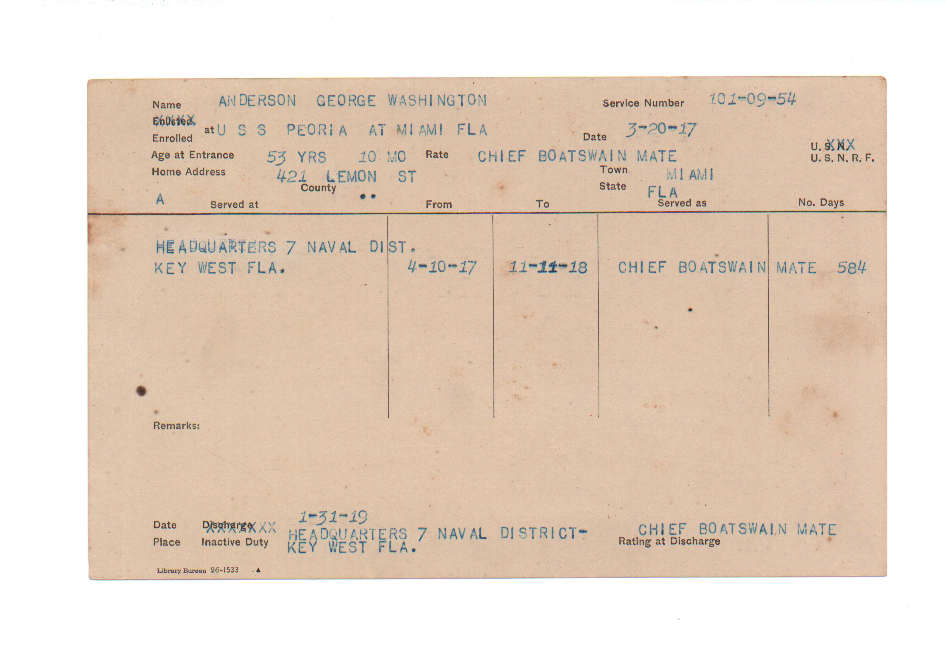 Name ANDERSON GEORGE WASHINGTON Service Number 101-09-54
Enlisted
Enrolled at U S S PEORIA AT MIAMI FLA Date 3-20-17
Age at Entrance 53 YRS 10 MO Rate CHIEF BOATSWAIN MATE U.S.N. XXX
U.S.N.R.F.
Home Address 421 LEMON ST Town MIAMI
County State FLA
A Served at From To Served as No. Days
HEADQUARTERS 7 NAVAL DIST.
KEY WEST FLA. 4-10-17 11-11-18 CHIEF BOATSWAIN MATE 584
Remarks:
Date Discharge XXXXXXX 1-31-19
Place Inactive Duty HEADQUARTERS 7 NAVAL DISTRICT-
KEY WEST FLA.
CHIEF BOATSWAIN MATE
Rating at Discharge
Library Bureau 26-1533 A